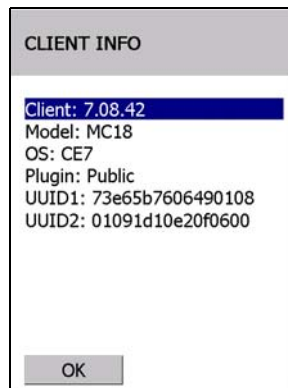 CLIENT INFO
Client: 7.08.42
Model: MC18
OS: CE7
Plugin: Public
UUID1: 73e65b7606490108
UUID2: 01091d10e20f0600
OK